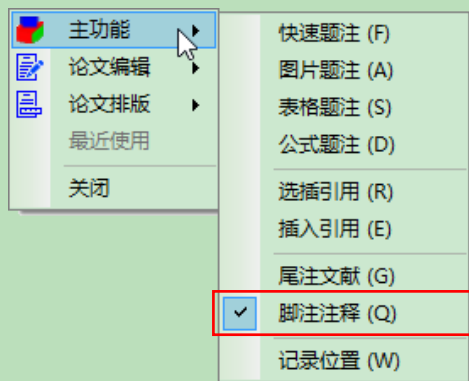 主功能
论文编辑
论文排版
最近使用
关闭
快速题注 (F)
图片题注 (A)
表格题注 (S)
公式题注 (D)
选插引用 (R)
插入引用 (E)
尾注文献 (G)
脚注注释 (Q)
记录位置 (W)